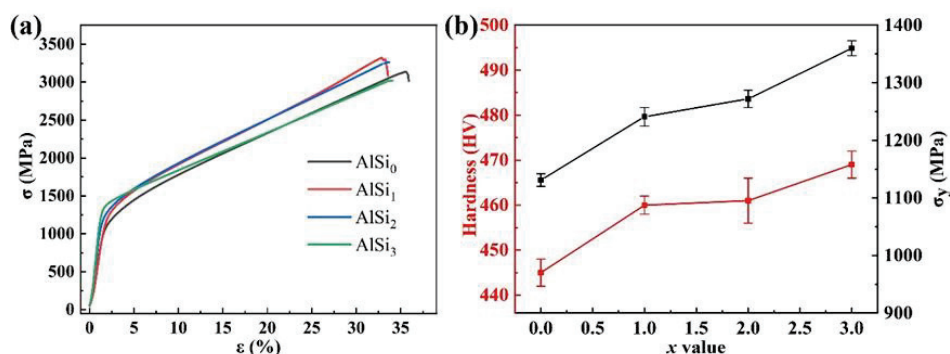 (a)
3500
3000
2500
2000
1500
1000
500
0
σ (MPa)
AlSi₀
AlSi₁
AlSi₂
AlSi₃
0 5 10 15 20 25 30 35
ε (%)
(b)
500
490
480
470
460
450
440
Hardness (HV)
1400
1300
1200
1100
1000
900
σy (MPa)
0.0 0.5 1.0 1.5 2.0 2.5 3.0
x value